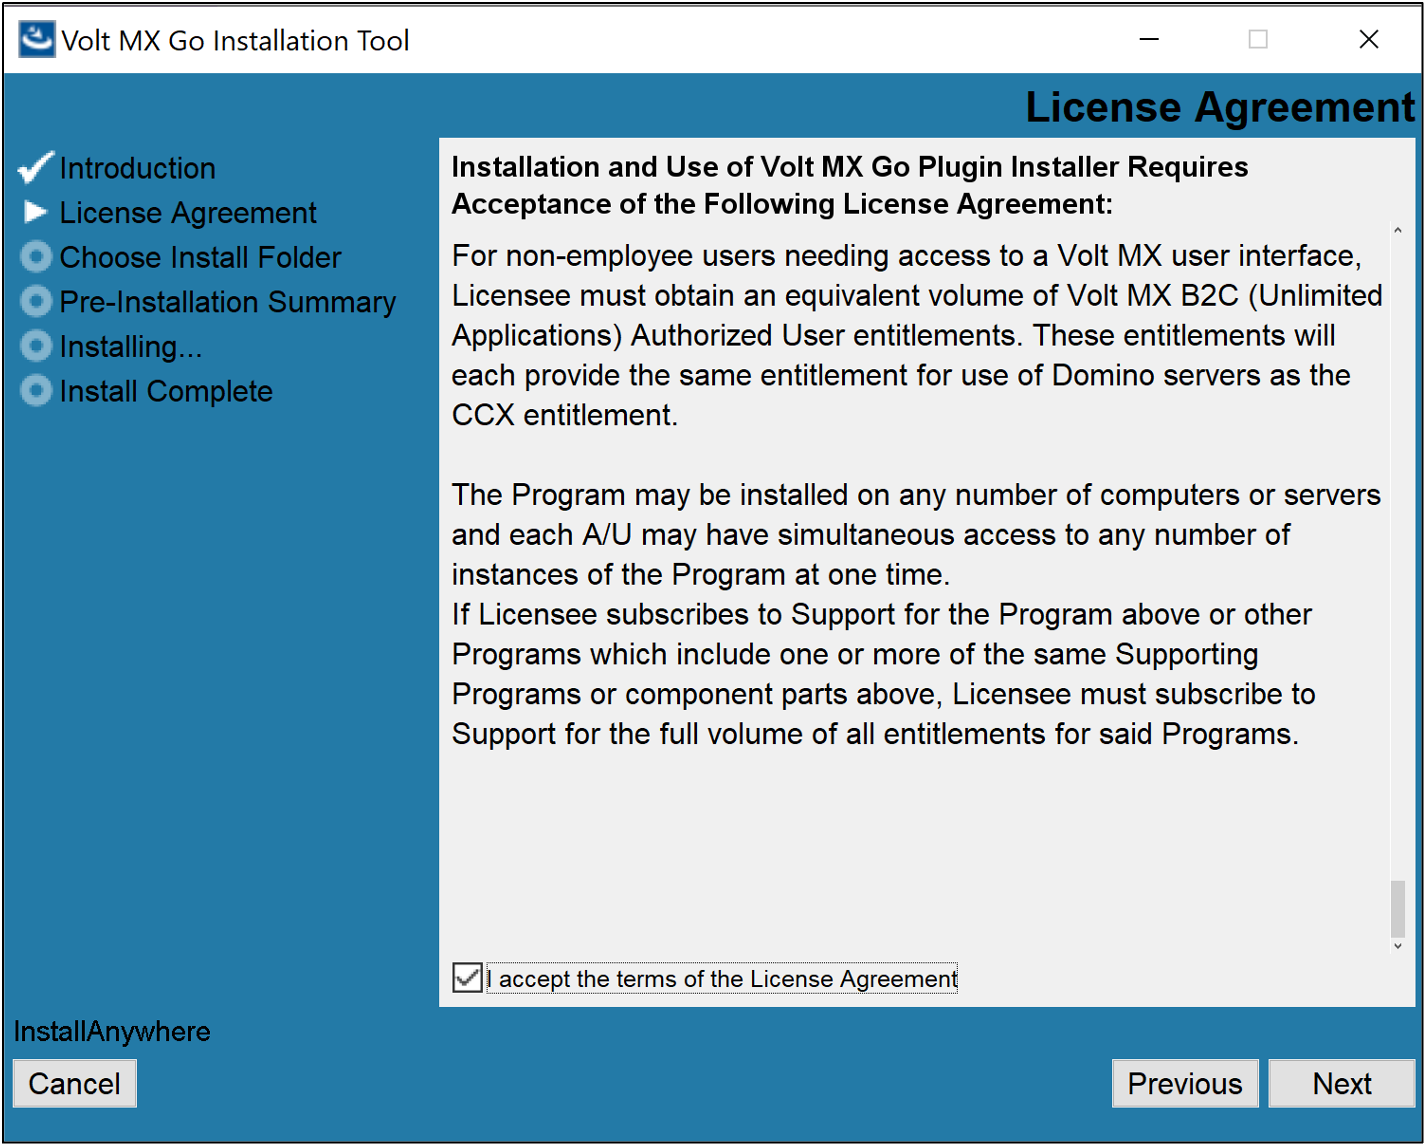 Volt MX Go Installation Tool
License Agreement
Introduction
License Agreement
Choose Install Folder
Pre-Installation Summary
Installing...
Install Complete
Installation and Use of Volt MX Go Plugin Installer Requires
Acceptance of the Following License Agreement:
For non-employee users needing access to a Volt MX user interface,
Licensee must obtain an equivalent volume of Volt MX B2C (Unlimited
Applications) Authorized User entitlements. These entitlements will
each provide the same entitlement for use of Domino servers as the
CCX entitlement.
The Program may be installed on any number of computers or servers
and each A/U may have simultaneous access to any number of
instances of the Program at one time.
If Licensee subscribes to Support for the Program above or other
Programs which include one or more of the same Supporting
Programs or component parts above, Licensee must subscribe to
Support for the full volume of all entitlements for said Programs.
I accept the terms of the License Agreement
InstallAnywhere
Cancel
Previous
Next